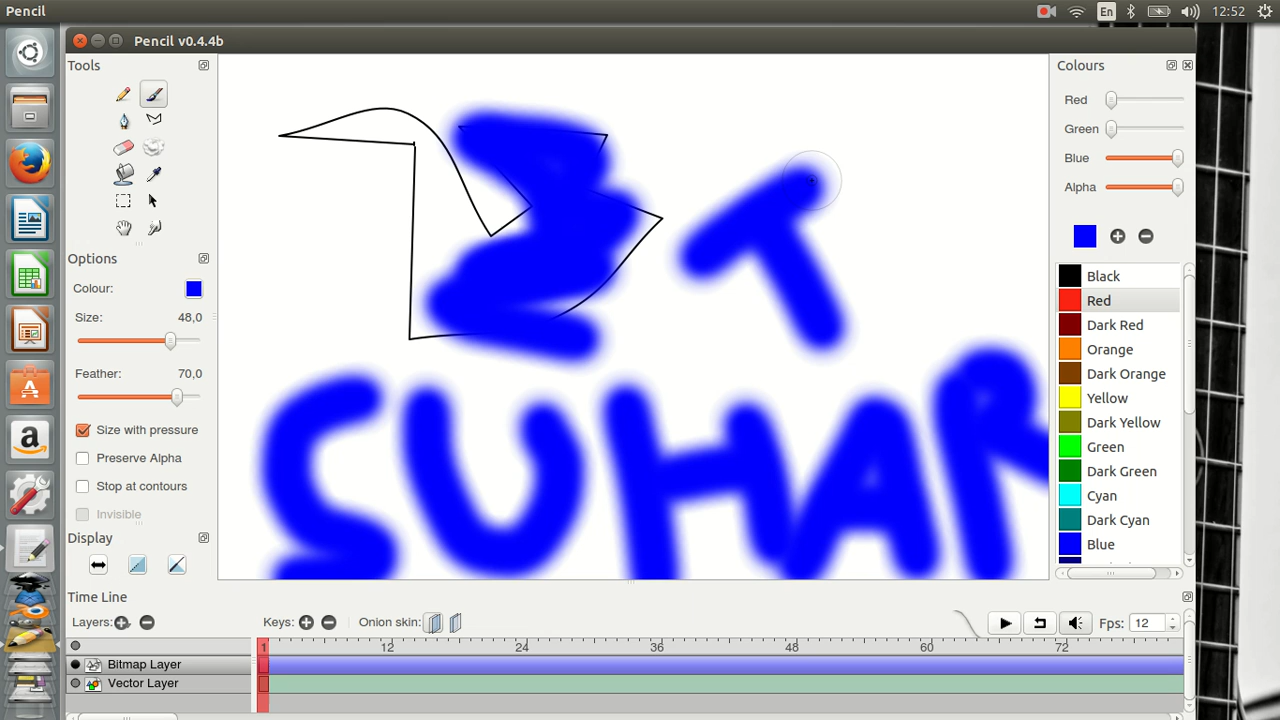 Pencil
En
12:52
Pencil v0.4.4b
Tools
Options
Colour:
Size: 48,0
Feather: 70,0
Size with pressure
Preserve Alpha
Stop at contours
Invisible
Display
SUHAR
Colours
Red
Green
Blue
Alpha
Black
Red
Dark Red
Orange
Dark Orange
Yellow
Dark Yellow
Green
Dark Green
Cyan
Dark Cyan
Blue
Time Line
Layers: Keys: Onion skin: Fps: 12
1 12 24 36 48 60 72
Bitmap Layer
Vector Layer